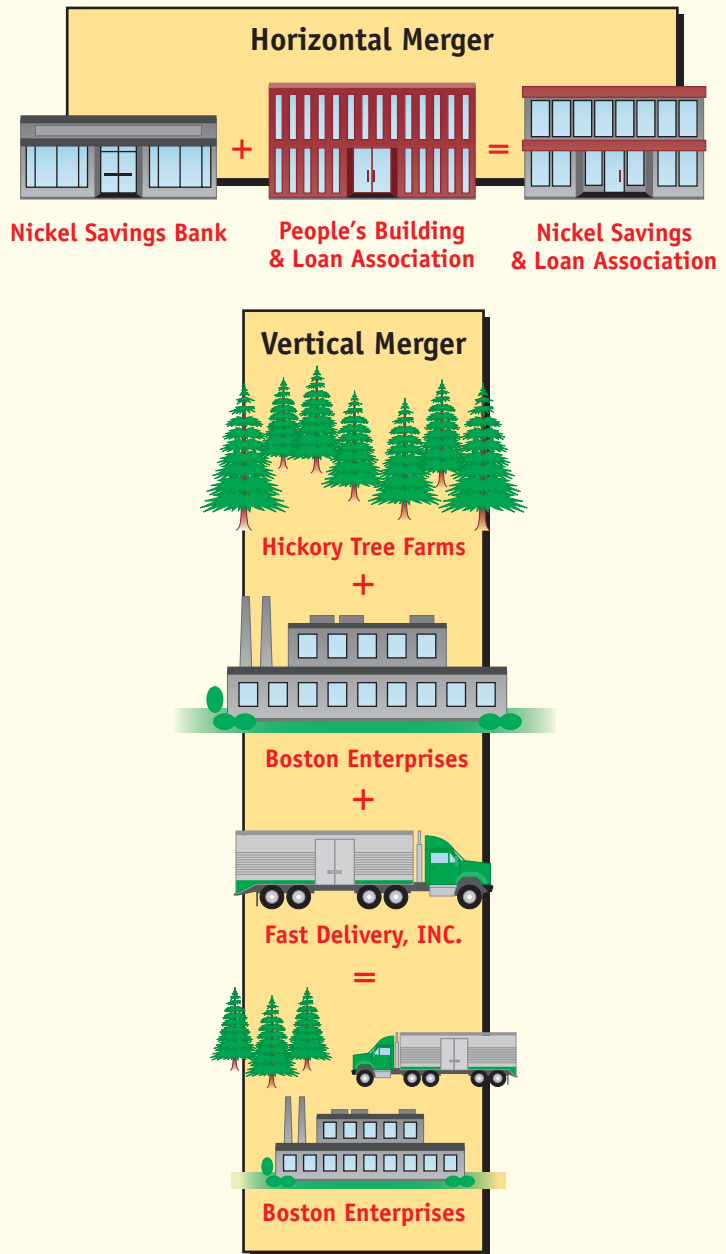 Horizontal Merger
+
=
Nickel Savings Bank
People's Building
& Loan Association
Nickel Savings
& Loan Association
Vertical Merger
Hickory Tree Farms
+
Boston Enterprises
+
Fast Delivery, INC.
=
Boston Enterprises